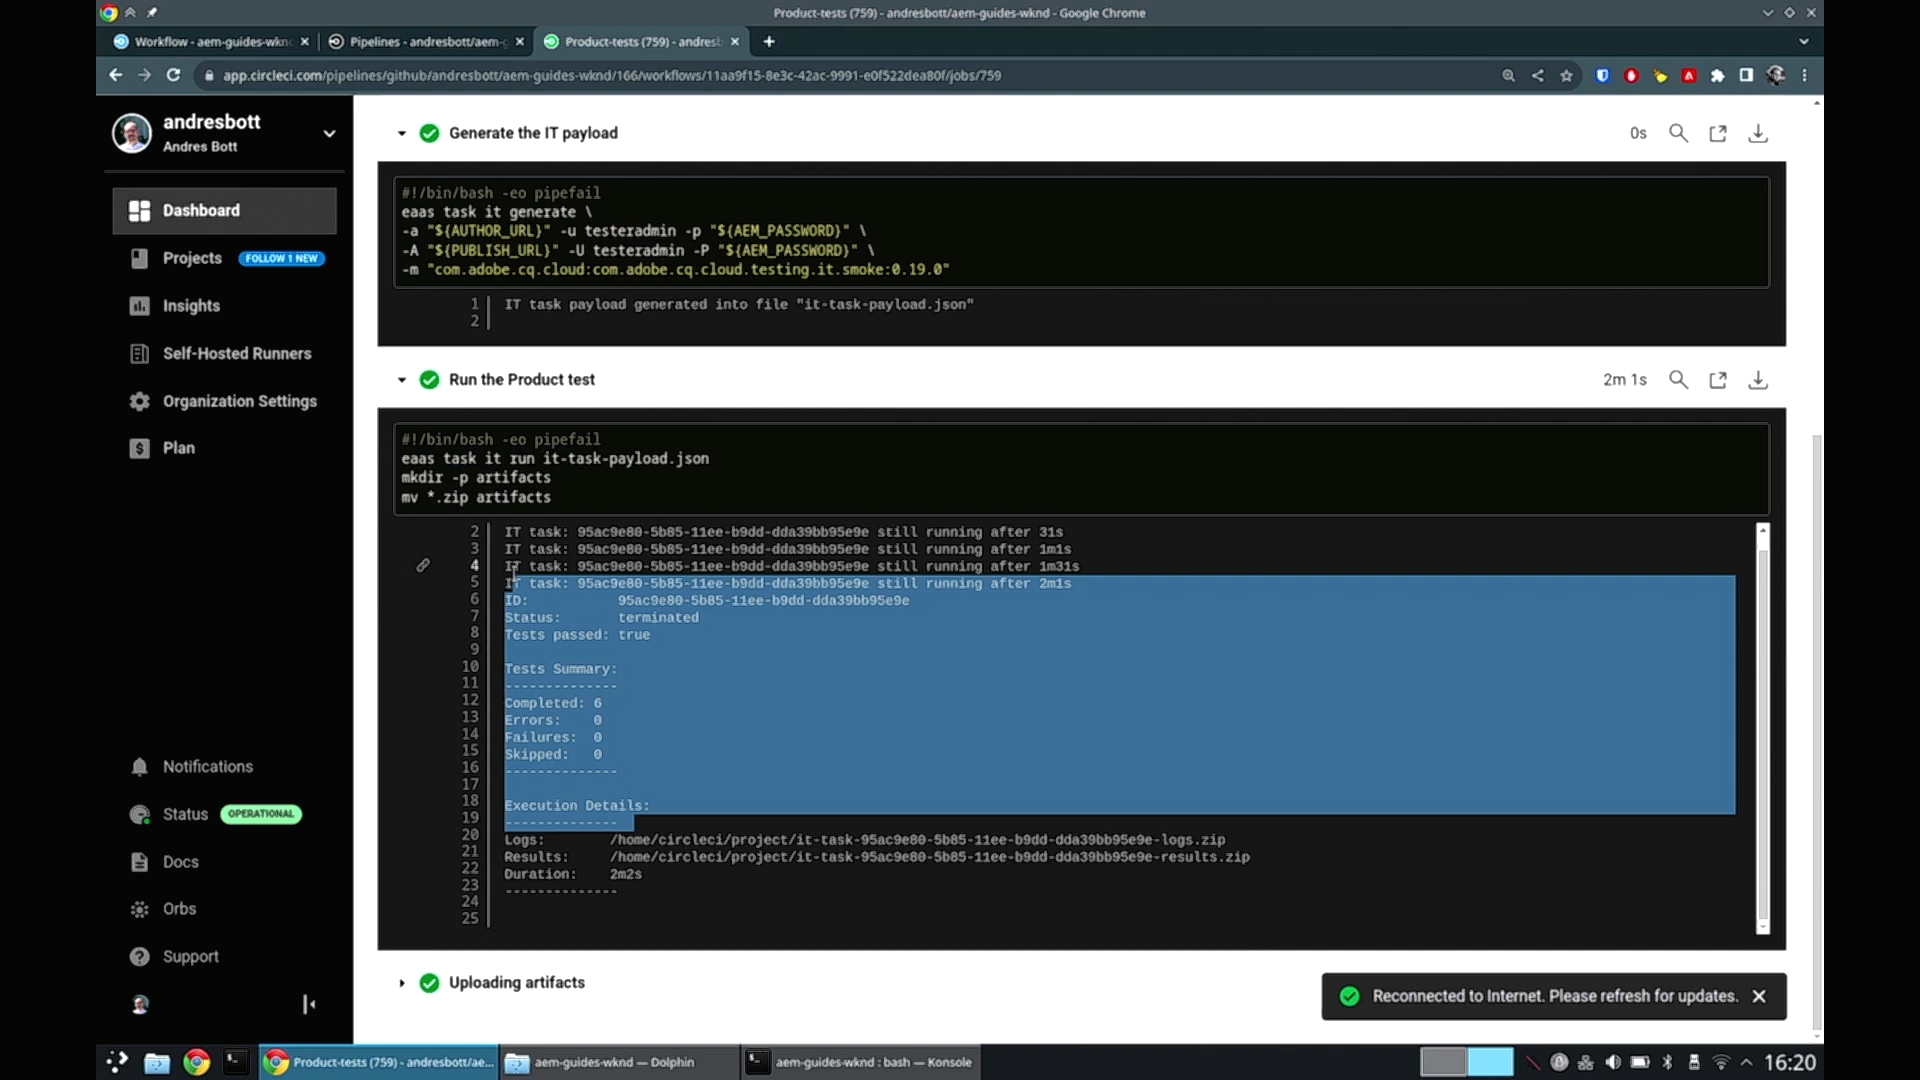 Product-tests (759) - andresbott/aem-guides-wknd - Google Chrome
Workflow - aem-guides-wknd
Pipelines - andresbott/aem-g
Product-tests (759) - andresb
app.circleci.com/pipelines/github/andresbott/aem-guides-wknd/166/workflows/11aa9f15-8e3c-42ac-9991-e0f522dea80f/jobs/759
andresbott
Andres Bott
Dashboard
Projects FOLLOW 1 NEW
Insights
Self-Hosted Runners
Organization Settings
Plan
Notifications
Status OPERATIONAL
Docs
Orbs
Support
Generate the IT payload 0s
#!/bin/bash -eo pipefail
eaas task it generate \
-a "${AUTHOR_URL}" -u testeradmin -p "${AEM_PASSWORD}" \
-A "${PUBLISH_URL}" -U testeradmin -P "${AEM_PASSWORD}" \
-m "com.adobe.cq.cloud:com.adobe.cq.cloud.testing.it.smoke:0.19.0"
1 IT task payload generated into file "it-task-payload.json"
2
Run the Product test 2m 1s
#!/bin/bash -eo pipefail
eaas task it run it-task-payload.json
mkdir -p artifacts
mv *.zip artifacts
2 IT task: 95ac9e80-5b85-11ee-b9dd-dda39bb95e9e still running after 31s
3 IT task: 95ac9e80-5b85-11ee-b9dd-dda39bb95e9e still running after 1m1s
4 IT task: 95ac9e80-5b85-11ee-b9dd-dda39bb95e9e still running after 1m31s
5 IT task: 95ac9e80-5b85-11ee-b9dd-dda39bb95e9e still running after 2m1s
6 ID: 95ac9e80-5b85-11ee-b9dd-dda39bb95e9e
7 Status: terminated
8 Tests passed: true
9
10 Tests Summary:
11 --------------
12 Completed: 6
13 Errors: 0
14 Failures: 0
15 Skipped: 0
16 --------------
17
18 Execution Details:
19 --------------
20 Logs: /home/circleci/project/it-task-95ac9e80-5b85-11ee-b9dd-dda39bb95e9e-logs.zip
21 Results: /home/circleci/project/it-task-95ac9e80-5b85-11ee-b9dd-dda39bb95e9e-results.zip
22 Duration: 2m2s
23 --------------
24
25
Uploading artifacts
Reconnected to Internet. Please refresh for updates.
Product-tests (759) - andresbott/ae...
aem-guides-wknd — Dolphin
aem-guides-wknd : bash — Konsole
16:20